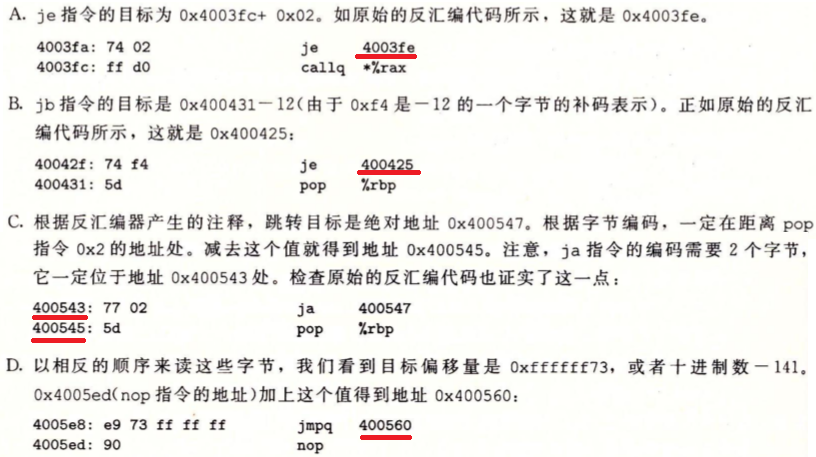 A. je指令的目标为 0x4003fc+ 0x02。如原始的反汇编代码所示，这就是 0x4003fe。
4003fa: 74 02 je 4003fe
4003fc: ff d0 callq *%rax
B. jb指令的目标是 0x400431－12(由于 0xf4 是－12 的一个字节的补码表示)。正如原始的反汇
编代码所示，这就是 0x400425：
40042f: 74 f4 je 400425
400431: 5d pop %rbp
C. 根据反汇编器产生的注释，跳转目标是绝对地址 0x400547。根据字节编码，一定在距离 pop
指令 0x2 的地址处。减去这个值就得到地址 0x400545。注意，ja 指令的编码需要 2 个字节，
它一定位于地址 0x400543 处。检查原始的反汇编代码也证实了这一点：
400543: 77 02 ja 400547
400545: 5d pop %rbp
D. 以相反的顺序来读这些字节，我们看到目标偏移量是 0xffffff73，或者十进制数－141。
0x4005ed(nop 指令的地址)加上这个值得到地址 0x400560：
4005e8: e9 73 ff ff ff jmpq 400560
4005ed: 90 nop